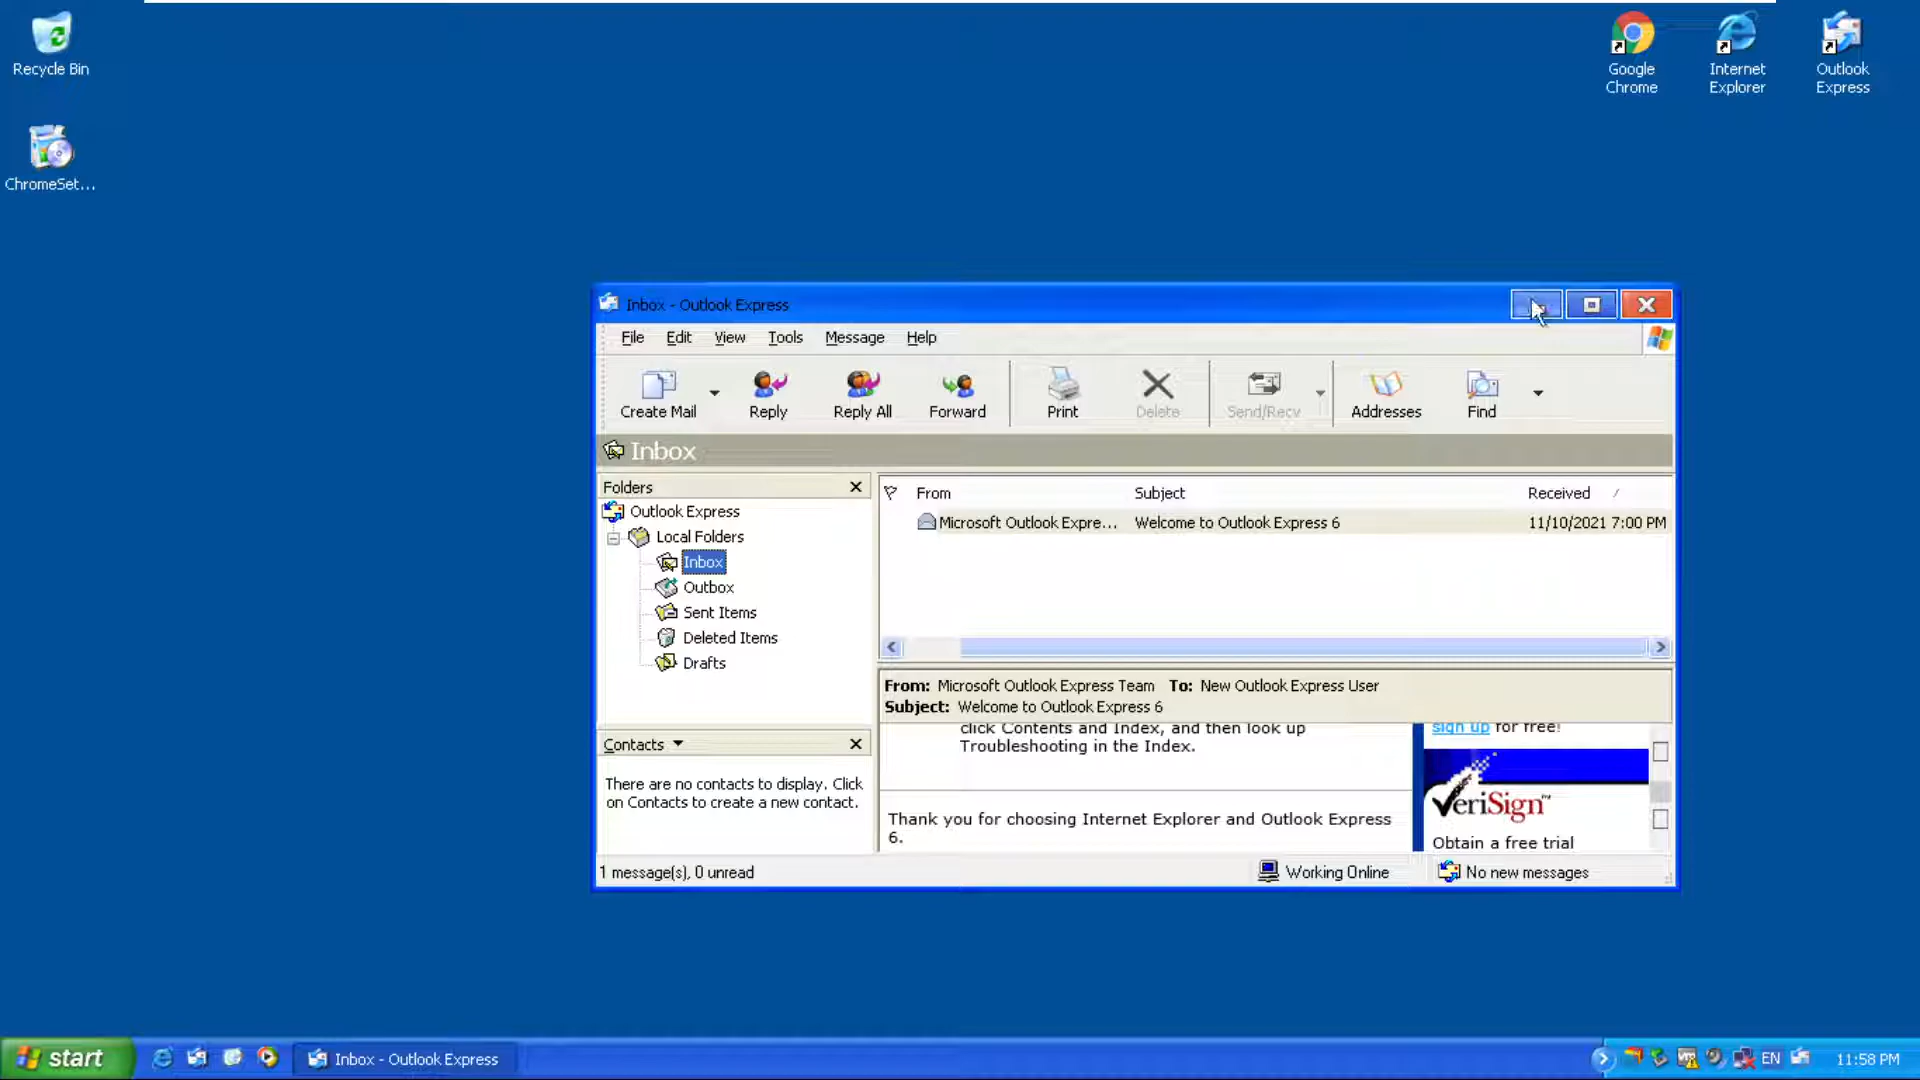 Recycle Bin
ChromeSet...
Google
Chrome
Internet
Explorer
Outlook
Express
Inbox - Outlook Express
File Edit View Tools Message Help
Create Mail Reply Reply All Forward Print Delete Send/Recv Addresses Find
Inbox
Folders
Outlook Express
Local Folders
Inbox
Outbox
Sent Items
Deleted Items
Drafts
Contacts
There are no contacts to display. Click
on Contacts to create a new contact.
From Subject Received
Microsoft Outlook Expre... Welcome to Outlook Express 6 11/10/2021 7:00 PM
From: Microsoft Outlook Express Team To: New Outlook Express User
Subject: Welcome to Outlook Express 6
click Contents and Index, and then look up
Troubleshooting in the Index.
Thank you for choosing Internet Explorer and Outlook Express
6.
sign up for free!
VeriSign™
Obtain a free trial
1 message(s), 0 unread Working Online No new messages
start Inbox - Outlook Express EN 11:58 PM